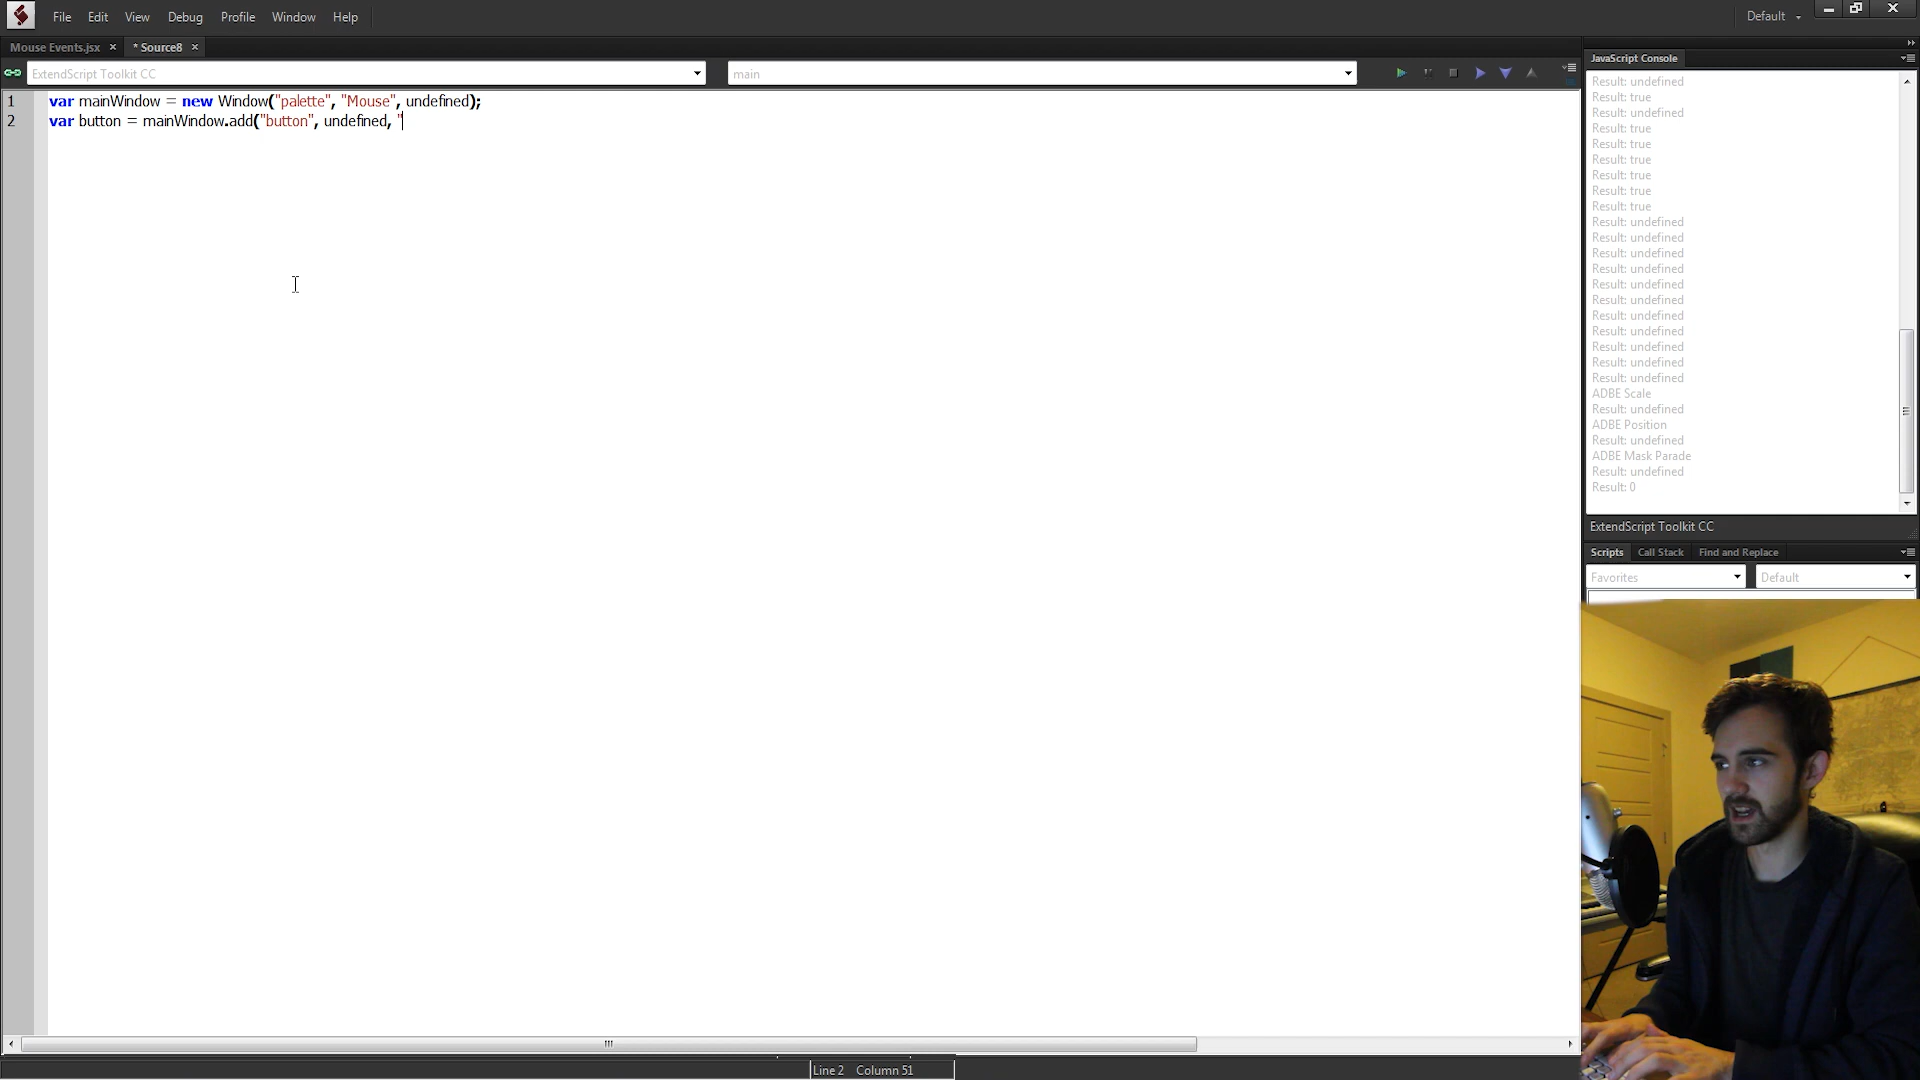 File Edit View Debug Profile Window Help
Default
Mouse Events.jsx × * Source8 ×
ExtendScript Toolkit CC
main
1 var mainWindow = new Window("palette", "Mouse", undefined);
2 var button = mainWindow.add("button", undefined, "
JavaScript Console
Result: undefined
Result: true
Result: undefined
Result: true
Result: true
Result: true
Result: true
Result: true
Result: true
Result: undefined
Result: undefined
Result: undefined
Result: undefined
Result: undefined
Result: undefined
Result: undefined
Result: undefined
Result: undefined
Result: undefined
Result: undefined
ADBE Scale
Result: undefined
ADBE Position
Result: undefined
ADBE Mask Parade
Result: undefined
Result: 0
ExtendScript Toolkit CC
Scripts Call Stack Find and Replace
Favorites
Default
Line 2 Column 51